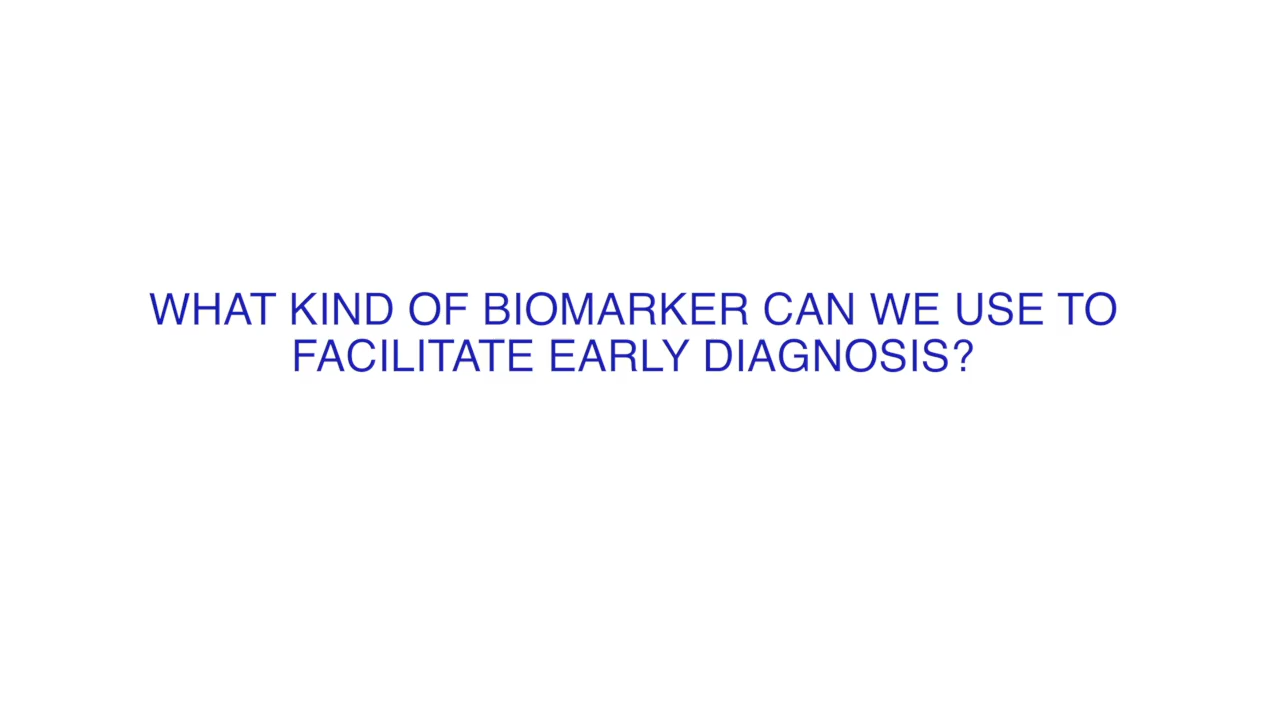 WHAT KIND OF BIOMARKER CAN WE USE TO
FACILITATE EARLY DIAGNOSIS?